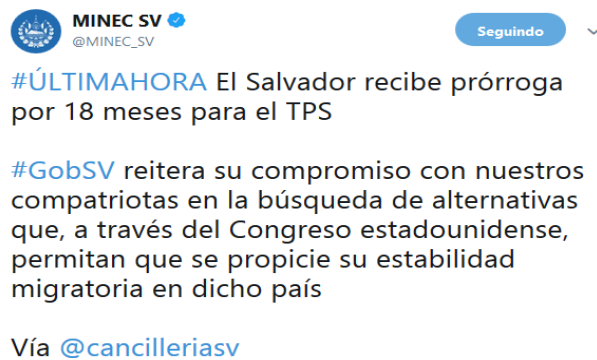 MINEC SV
@MINEC_SV
Seguindo
#ÚLTIMAHORA El Salvador recibe prórroga
por 18 meses para el TPS
#GobSV reitera su compromiso con nuestros
compatriotas en la búsqueda de alternativas
que, a través del Congreso estadounidense,
permitan que se propicie su estabilidad
migratoria en dicho país
Vía @cancilleriasv